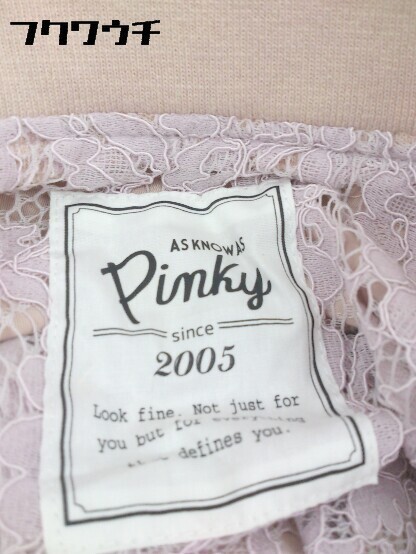 フクワウチ
AS KNOW AS
Pinky
since
2005
Look fine. Not just for
you but for everything
defines you.